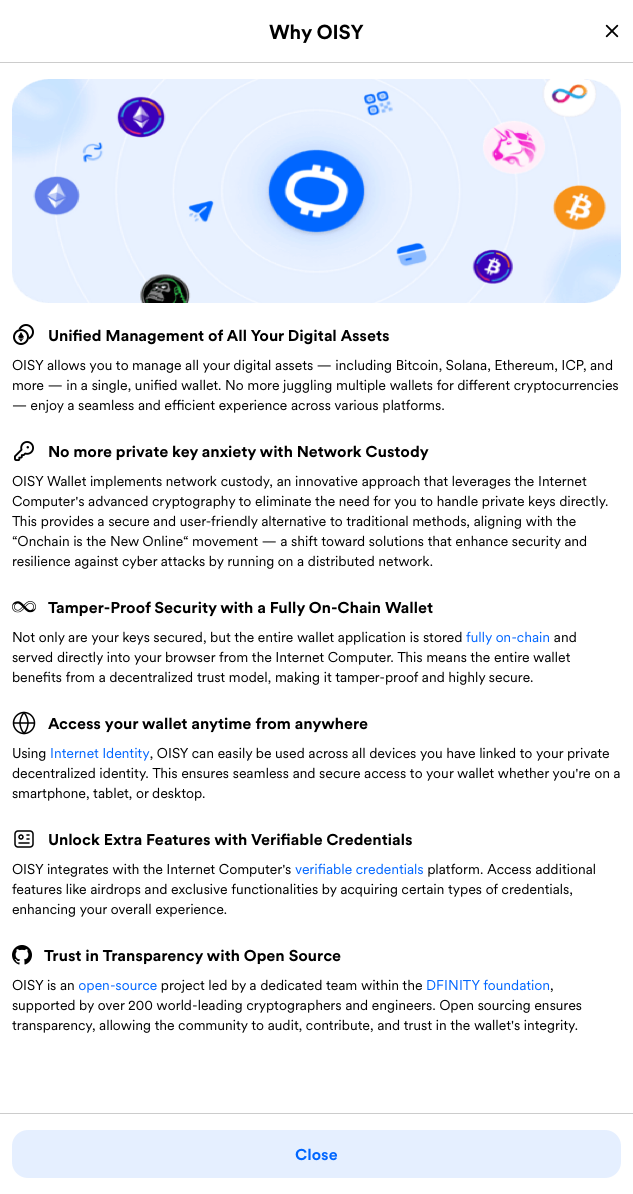 Why OISY
Unified Management of All Your Digital Assets
OISY allows you to manage all your digital assets — including Bitcoin, Solana, Ethereum, ICP, and
more — in a single, unified wallet. No more juggling multiple wallets for different cryptocurrencies
— enjoy a seamless and efficient experience across various platforms.
No more private key anxiety with Network Custody
OISY Wallet implements network custody, an innovative approach that leverages the Internet
Computer's advanced cryptography to eliminate the need for you to handle private keys directly.
This provides a secure and user-friendly alternative to traditional methods, aligning with the
“Onchain is the New Online“ movement — a shift toward solutions that enhance security and
resilience against cyber attacks by running on a distributed network.
Tamper-Proof Security with a Fully On-Chain Wallet
Not only are your keys secured, but the entire wallet application is stored fully on-chain and
served directly into your browser from the Internet Computer. This means the entire wallet
benefits from a decentralized trust model, making it tamper-proof and highly secure.
Access your wallet anytime from anywhere
Using Internet Identity, OISY can easily be used across all devices you have linked to your private
decentralized identity. This ensures seamless and secure access to your wallet whether you're on a
smartphone, tablet, or desktop.
Unlock Extra Features with Verifiable Credentials
OISY integrates with the Internet Computer's verifiable credentials platform. Access additional
features like airdrops and exclusive functionalities by acquiring certain types of credentials,
enhancing your overall experience.
Trust in Transparency with Open Source
OISY is an open-source project led by a dedicated team within the DFINITY foundation,
supported by over 200 world-leading cryptographers and engineers. Open sourcing ensures
transparency, allowing the community to audit, contribute, and trust in the wallet's integrity.
Close